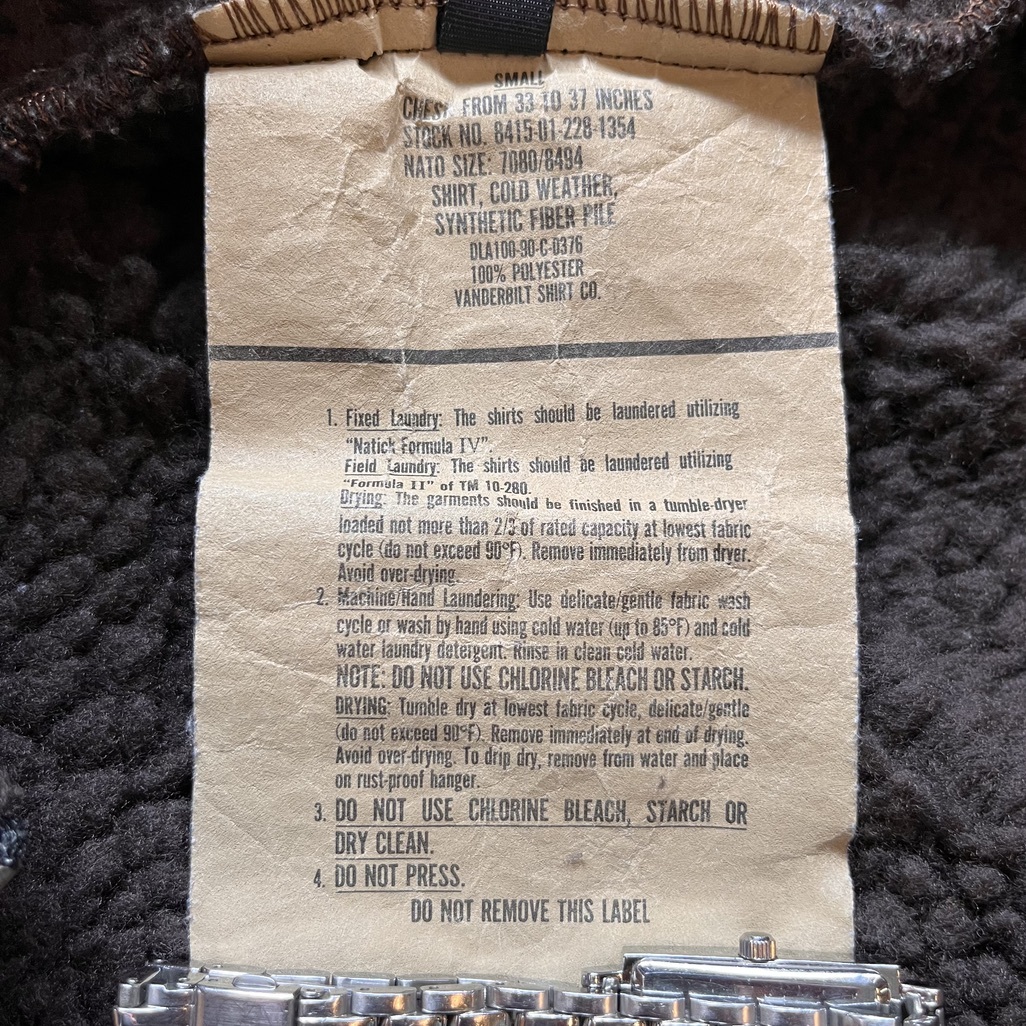 SMALL
CHEST: FROM 33 TO 37 INCHES
STOCK NO. 8415-01-228-1354
NATO SIZE: 7080/8494
SHIRT, COLD WEATHER,
SYNTHETIC FIBER PILE
DLA100-90-C-0376
100% POLYESTER
VANDERBILT SHIRT CO.
1. Fixed Laundry: The shirts should be laundered utilizing
"Natick Formula IV".
Field Laundry: The shirts should be laundered utilizing
"Formula II" of TM 10-280.
Drying: The garments should be finished in a tumble-dryer
loaded not more than 2/3 of rated capacity at lowest fabric
cycle (do not exceed 90°F). Remove immediately from dryer.
Avoid over-drying.
2. Machine/Hand Laundering: Use delicate/gentle fabric wash
cycle or wash by hand using cold water (up to 85°F) and cold
water laundry detergent. Rinse in clean cold water.
NOTE: DO NOT USE CHLORINE BLEACH OR STARCH.
DRYING: Tumble dry at lowest fabric cycle, delicate/gentle
(do not exceed 90°F). Remove immediately at end of drying.
Avoid over-drying. To drip dry, remove from water and place
on rust-proof hanger.
3. DO NOT USE CHLORINE BLEACH, STARCH OR
DRY CLEAN.
4. DO NOT PRESS.
DO NOT REMOVE THIS LABEL